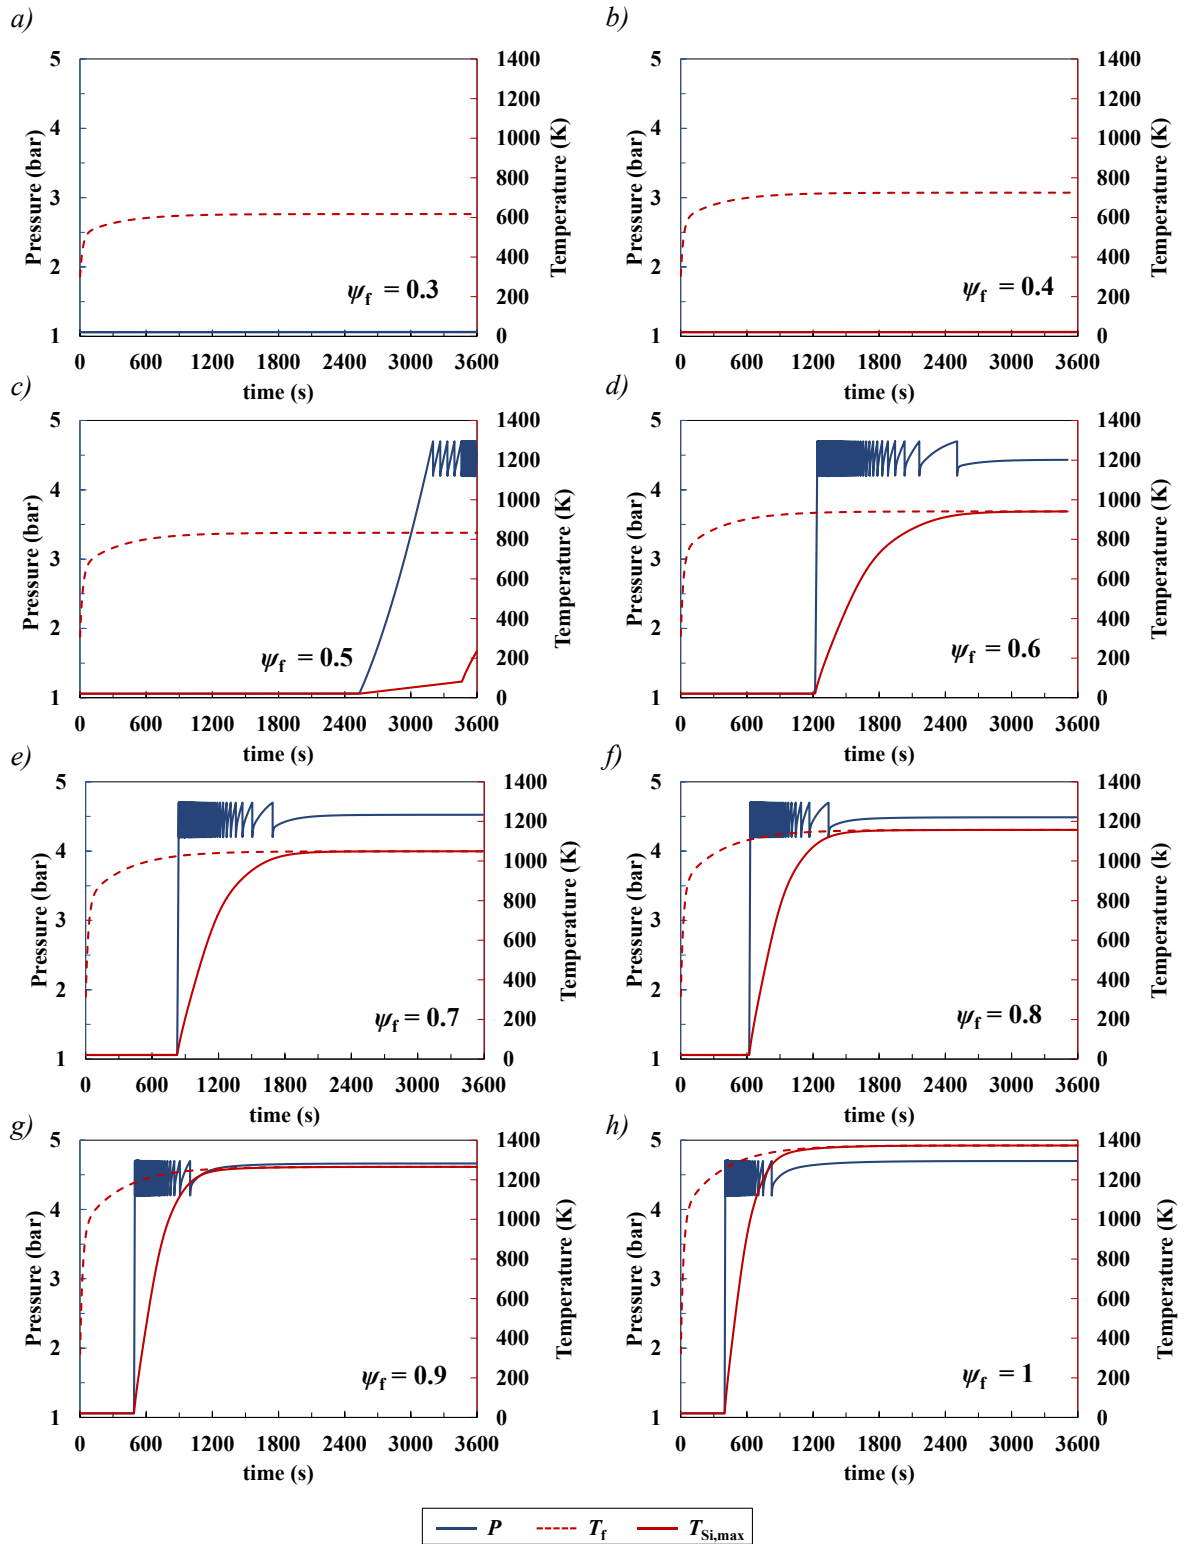 a)
5
4
3
2
1
Pressure (bar)
1400
1200
1000
800
600
400
200
0
Temperature (K)
ψf = 0.3
0 600 1200 1800 2400 3000 3600
time (s)
b)
5
4
3
2
1
Pressure (bar)
1400
1200
1000
800
600
400
200
0
Temperature (K)
ψf = 0.4
0 600 1200 1800 2400 3000 3600
time (s)
c)
5
4
3
2
1
Pressure (bar)
1400
1200
1000
800
600
400
200
0
Temperature (K)
ψf = 0.5
0 600 1200 1800 2400 3000 3600
time (s)
d)
5
4
3
2
1
Pressure (bar)
1400
1200
1000
800
600
400
200
0
Temperature (K)
ψf = 0.6
0 600 1200 1800 2400 3000 3600
time (s)
e)
5
4
3
2
1
Pressure (bar)
1400
1200
1000
800
600
400
200
0
Temperature (K)
ψf = 0.7
0 600 1200 1800 2400 3000 3600
time (s)
f)
5
4
3
2
1
Pressure (bar)
1400
1200
1000
800
600
400
200
0
Temperature (k)
ψf = 0.8
0 600 1200 1800 2400 3000 3600
time (s)
g)
5
4
3
2
1
Pressure (bar)
1400
1200
1000
800
600
400
200
0
Temperature (K)
ψf = 0.9
0 600 1200 1800 2400 3000 3600
time (s)
h)
5
4
3
2
1
Pressure (bar)
1400
1200
1000
800
600
400
200
0
Temperature (K)
ψf = 1
0 600 1200 1800 2400 3000 3600
time (s)
P Tf TSi,max